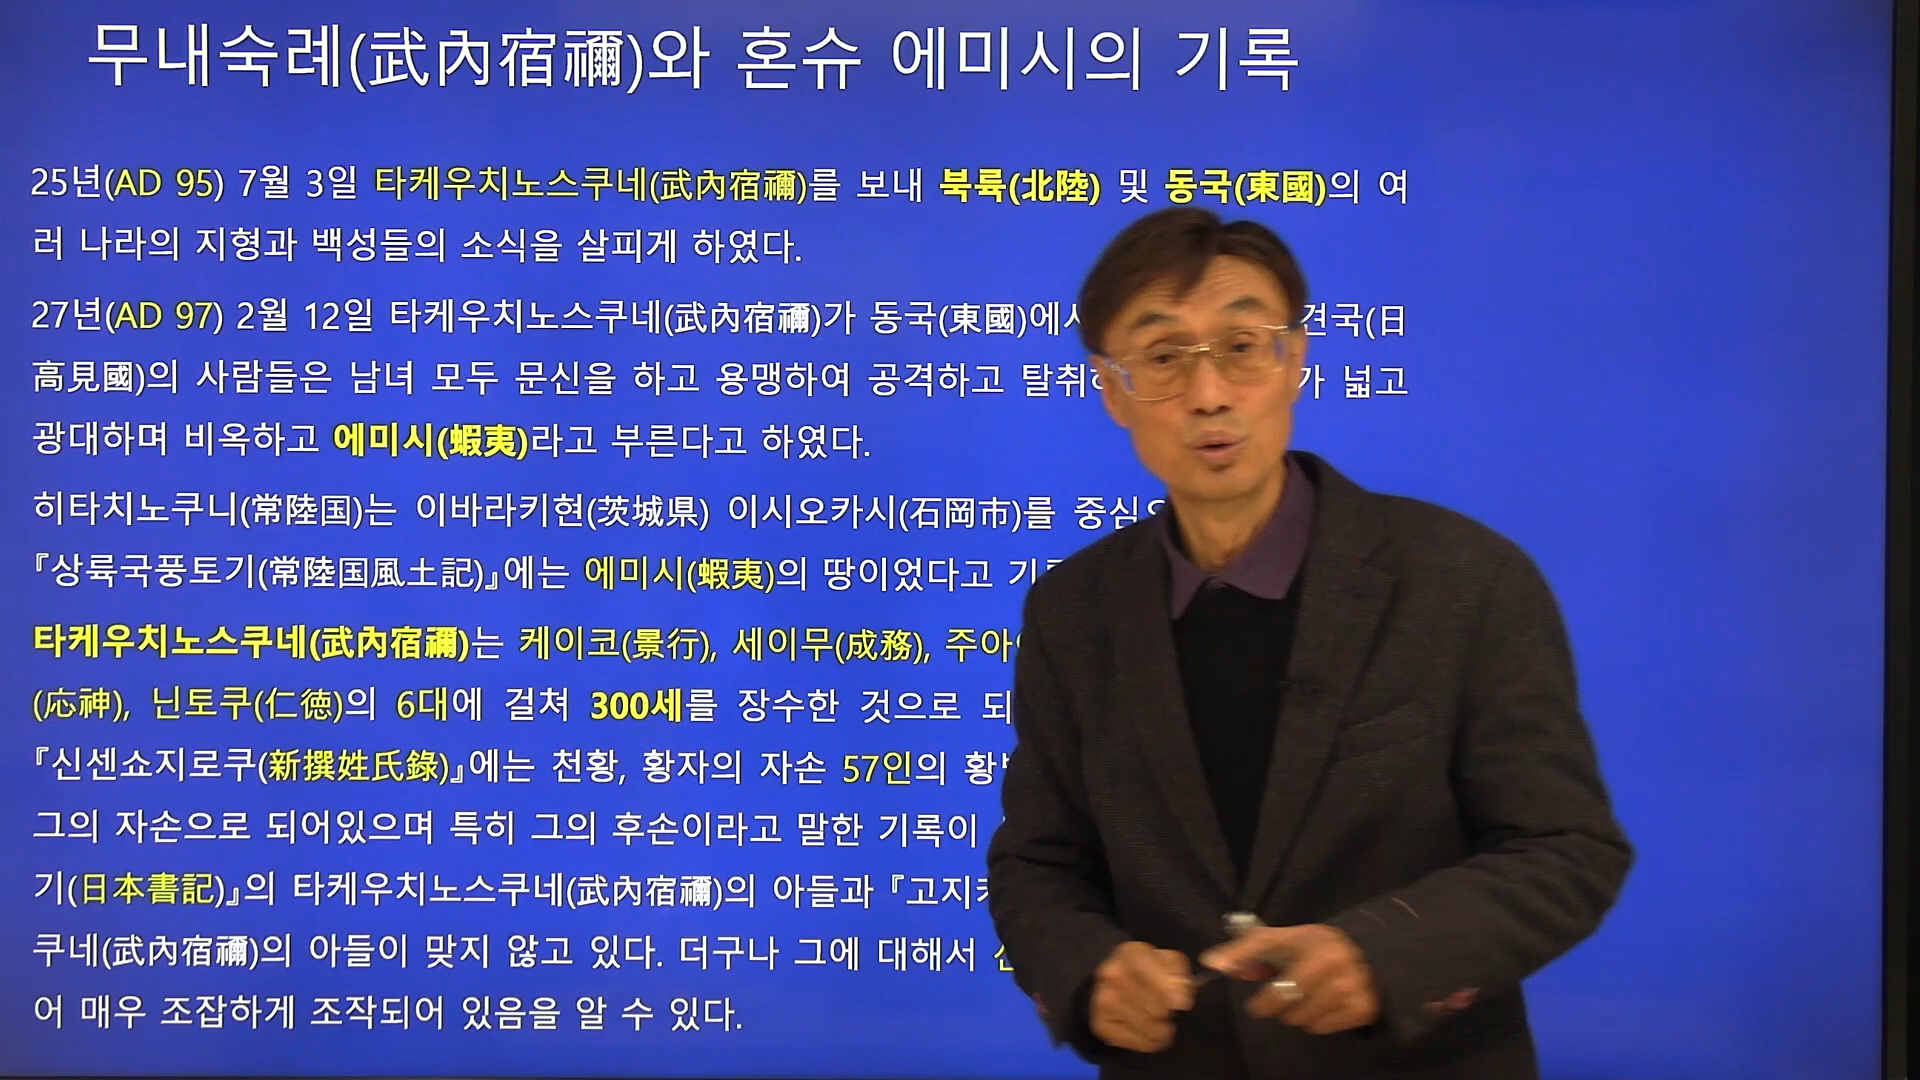 무내숙례(武內宿禰)와 혼슈 에미시의 기록
25년(AD 95) 7월 3일 타케우치노스쿠네(武內宿禰)를 보내 북륙(北陸) 및 동국(東國)의 여
러 나라의 지형과 백성들의 소식을 살피게 하였다.
27년(AD 97) 2월 12일 타케우치노스쿠네(武內宿禰)가 동국(東國)에서 견국(日
高見國)의 사람들은 남녀 모두 문신을 하고 용맹하여 공격하고 가 넓고
광대하며 비옥하고 에미시(蝦夷)라고 부른다고 하였다.
히타치노쿠니(常陸国)는 이바라키현(茨城県) 이시오카시(石岡市)를
『상륙국풍토기(常陸国風土記)』에는 에미시(蝦夷)의 땅이었다고
타케우치노스쿠네(武內宿禰)는 케이코(景行), 세이무(成務),
(応神), 닌토쿠(仁徳)의 6대에 걸쳐 300세를 장수한 것으로
『신센쇼지로쿠(新撰姓氏錄)』에는 천황, 황자의 자손 57인의
그의 자손으로 되어있으며 특히 그의 후손이라고 말한 기록이
기(日本書記)』의 타케우치노스쿠네(武內宿禰)의 아들과
쿠네(武內宿禰)의 아들이 맞지 않고 있다. 더구나 그에 대해서
어 매우 조잡하게 조작되어 있음을 알 수 있다.